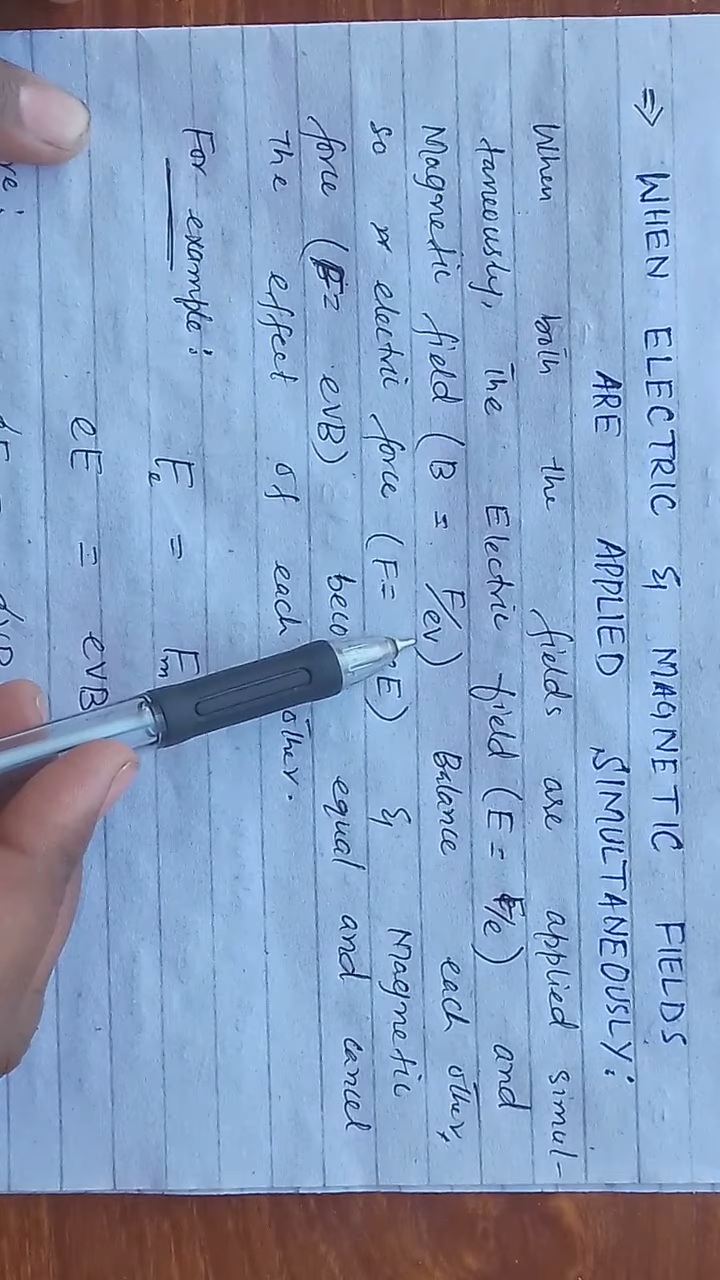 ⇒ WHEN ELECTRIC & MAGNETIC FIELDS
ARE APPLIED SIMULTANEOUSLY:
When both the fields are applied simul-
taneously, the Electric field (E = F/e) and
Magnetic field (B = F/ev) Balance each other,
so electric force (F= E) & Magnetic
force (F= evB) equal and cancel
the effect of each other.
For example:
Fe = Fm
eE = evB